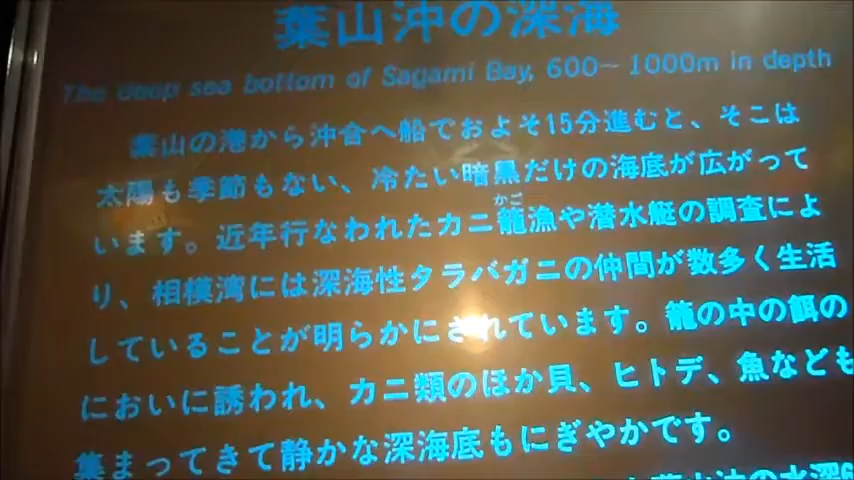 葉山沖の深海
The deep sea bottom of Sagami Bay, 600~1000m in depth
葉山の港から沖合へ船でおよそ15分進むと、そこは
太陽も季節もない、冷たい暗黒だけの海底が広がって
います。近年行なわれたカニ籠漁や潜水艇の調査によ
かご
り、相模湾には深海性タラバガニの仲間が数多く生活
していることが明らかにされています。籠の中の餌の
においに誘われ、カニ類のほか貝、ヒトデ、魚なども
集まってきて静かな深海底もにぎやかです。
葉山沖の水深6